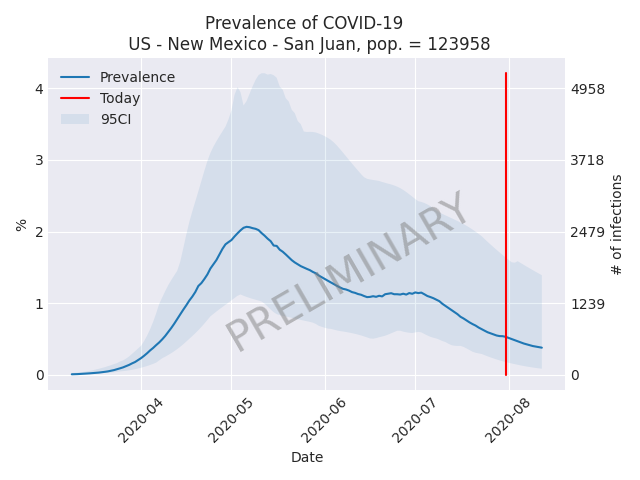 Prevalence of COVID-19
US - New Mexico - San Juan, pop. = 123958
Prevalence
Today
95CI
PRELIMINARY
%
4
3
2
1
0
4958
3718
2479
1239
0
# of infections
2020-04
2020-05
2020-06
2020-07
2020-08
Date